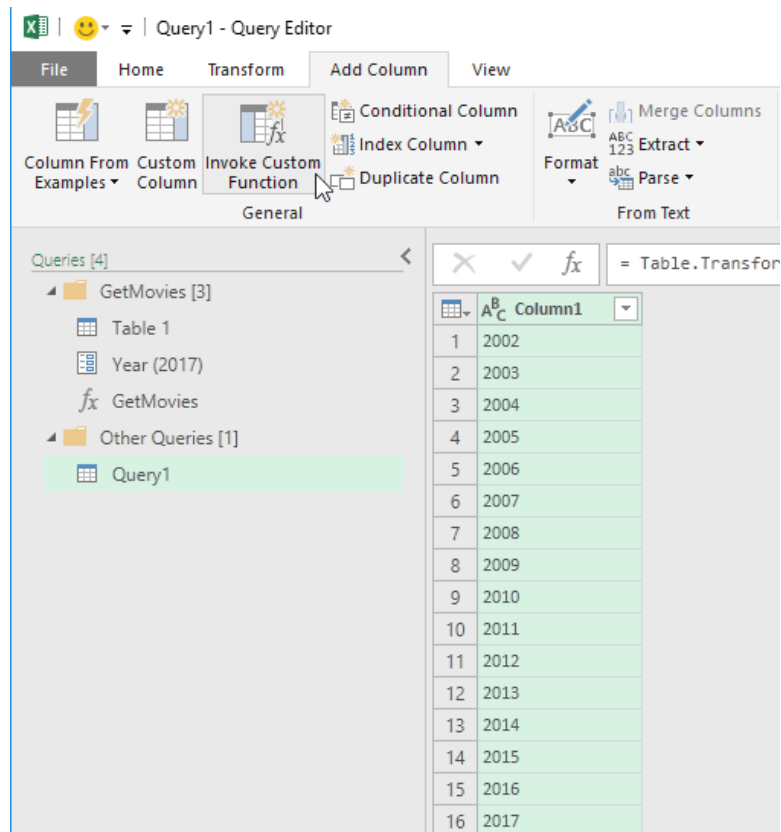 Query1 - Query Editor
File Home Transform Add Column View
Column From Examples
Custom Column
Invoke Custom Function
Conditional Column
Index Column
Duplicate Column
General
ABC
Format
Merge Columns
ABC 123 Extract
abc Parse
From Text
Queries [4]
GetMovies [3]
Table 1
Year (2017)
fx GetMovies
Other Queries [1]
Query1
fx = Table.Transfor
ABC Column1
1 2002
2 2003
3 2004
4 2005
5 2006
6 2007
7 2008
8 2009
9 2010
10 2011
11 2012
12 2013
13 2014
14 2015
15 2016
16 2017